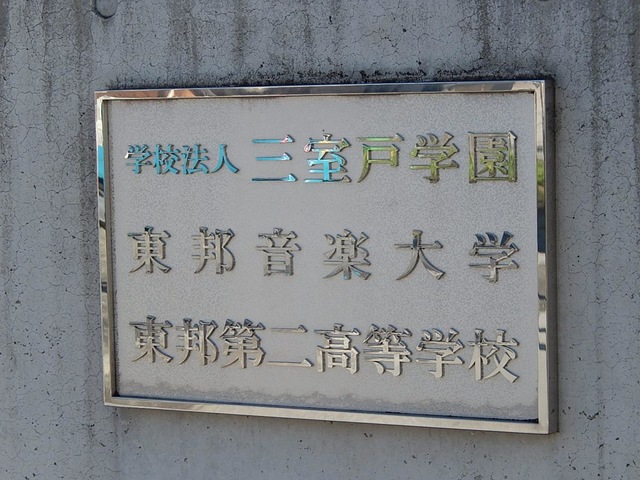 学校法人 三室戸学園
東邦音楽大学
東邦第二高等学校